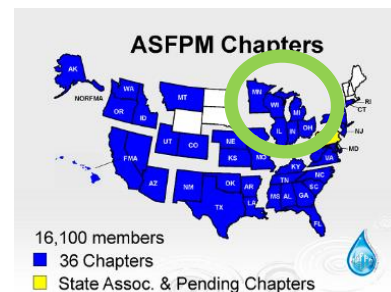 ASFPM Chapters
AK
WA
NORFMA
OR
ID
MT
MN
WI
MI
RI
CT
NJ
MD
IL
IN
OH
UT
CO
NE
KS
MO
KY
VA
FMA
AZ
NM
OK
AR
TN
NC
SC
TX
LA
MS
AL
GA
FL
16,100 members
36 Chapters
State Assoc. & Pending Chapters